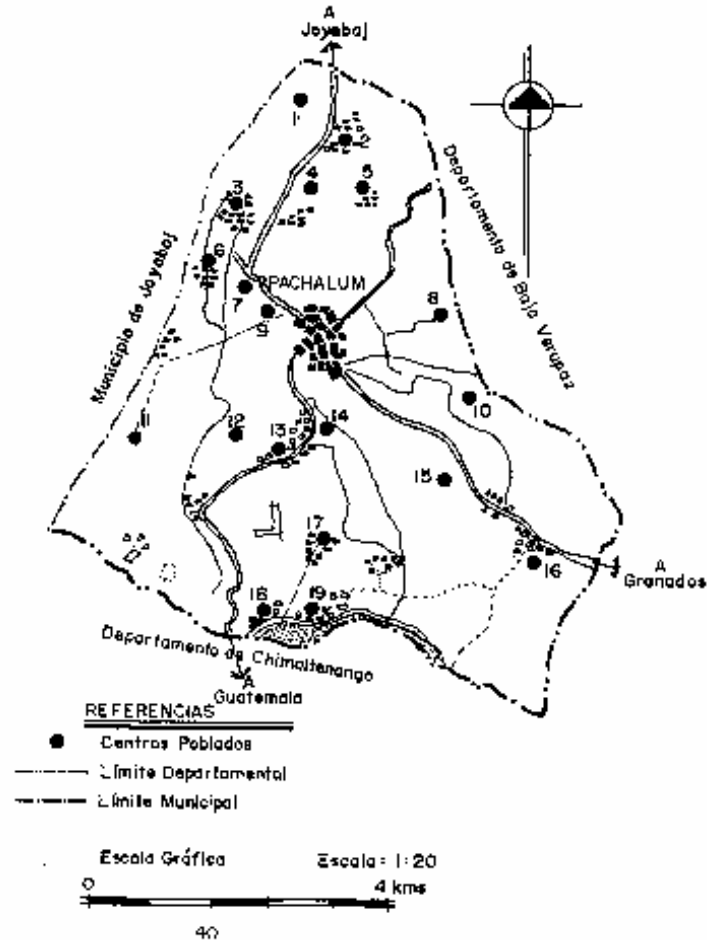 A
Joyabaj
1
2
3
4
5
Departamento de Baja Verapaz
Municipio de Joyabaj
6
PACHALUM
7
8
9
10
11
12
13
14
15
17
16
A
Granados
18
19
Departamento de Chimaltenango
A
Guatemala
REFERENCIAS
Centros Poblados
Límite Departamental
Límite Municipal
Escala Gráfica
Escala = 1:20
0
4 kms
40